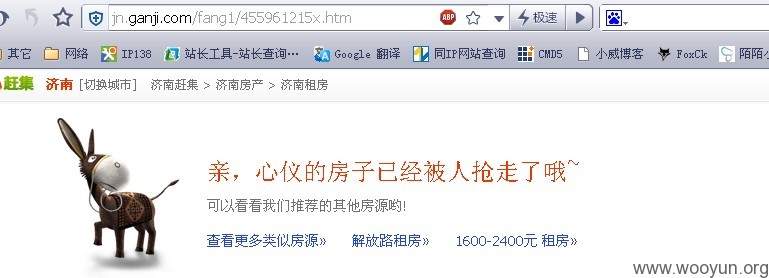 jn.ganji.com/fang1/455961215x.htm ABP 极速
其它 网络 IP138 站长工具-站长查询… Google 翻译 同IP网站查询 CMD5 小威博客 FoxCk 陌陌小
赶集 济南 [切换城市] 济南赶集 > 济南房产 > 济南租房
亲，心仪的房子已经被人抢走了哦~
可以看看我们推荐的其他房源哟!
查看更多类似房源» 解放路租房» 1600-2400元 租房»
www.wooyun.org